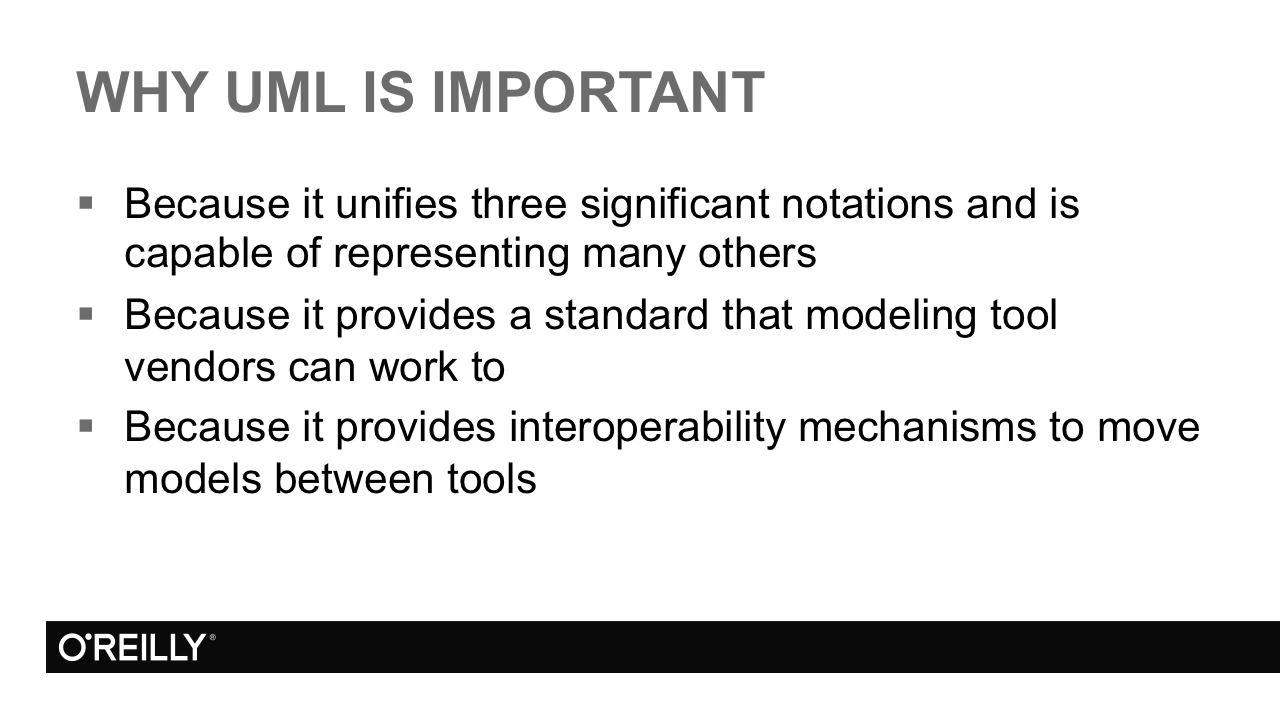 WHY UML IS IMPORTANT
▪ Because it unifies three significant notations and is
capable of representing many others
▪ Because it provides a standard that modeling tool
vendors can work to
▪ Because it provides interoperability mechanisms to move
models between tools
O'REILLY®